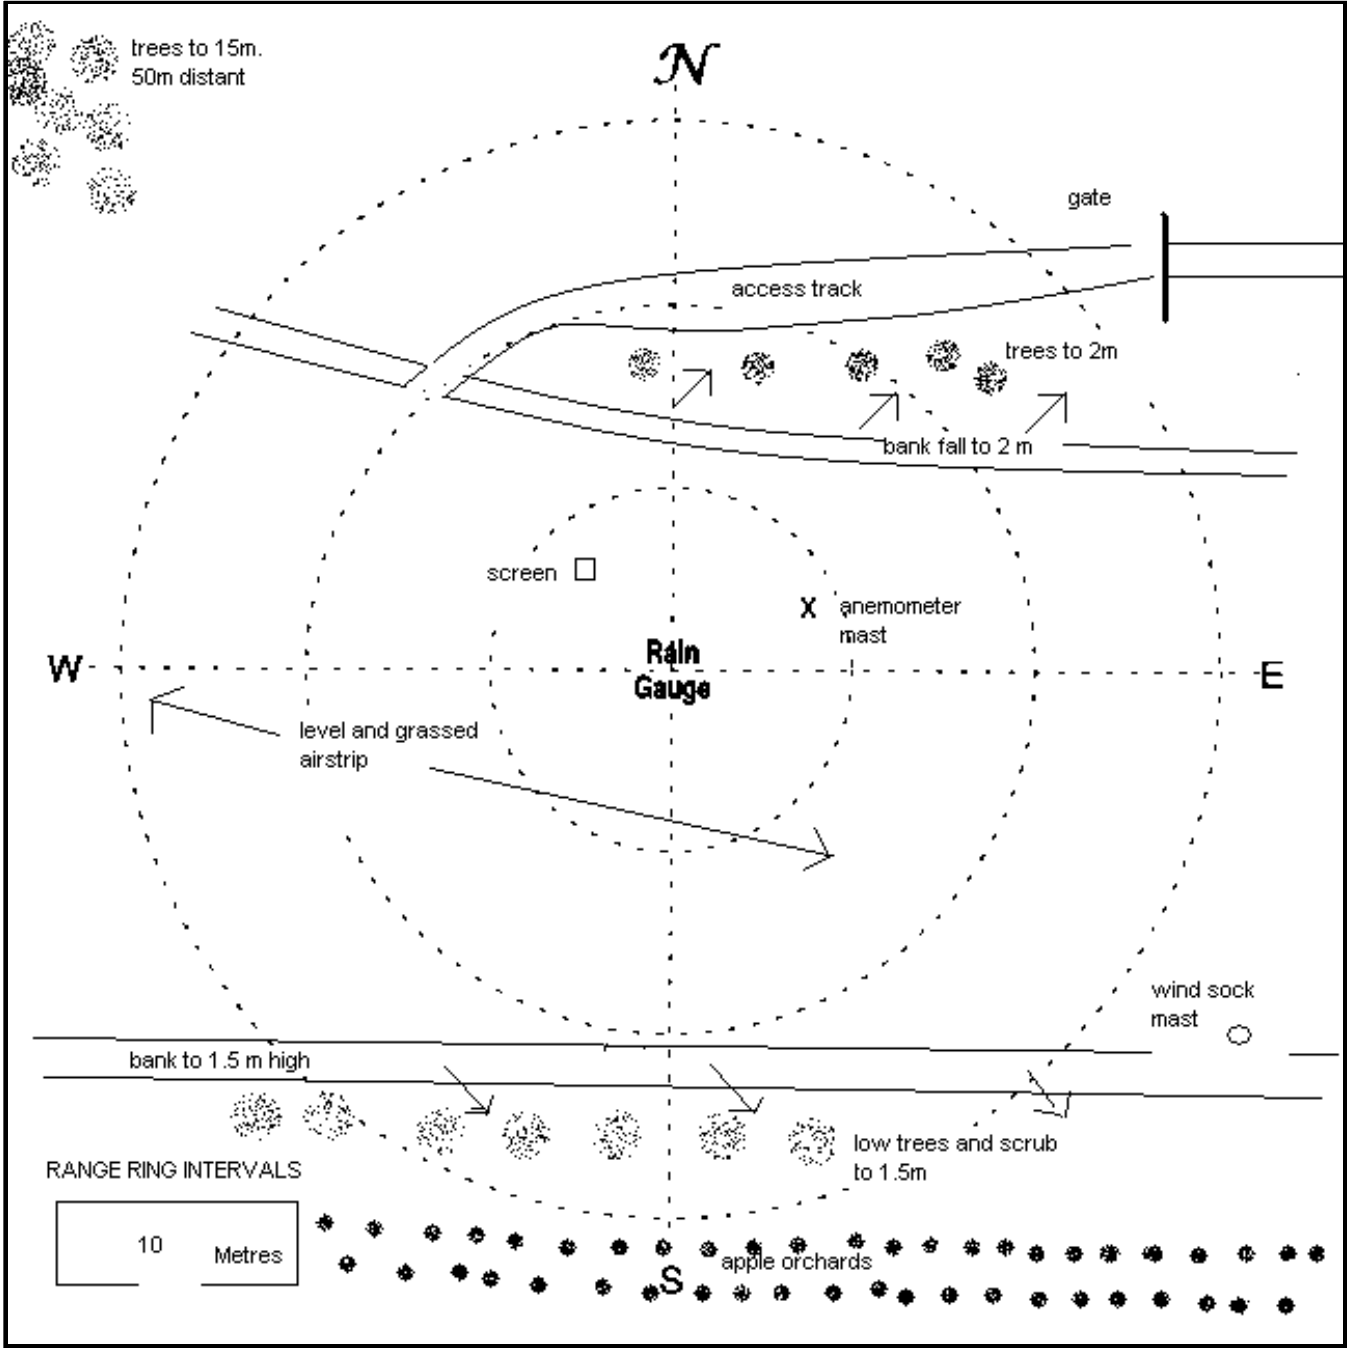 trees to 15m.
50m distant
N
gate
access track
trees to 2m
bank fall to 2 m
screen
X
anemometer
mast
Rain
Gauge
W
E
level and grassed
airstrip
wind sock
mast
bank to 1.5 m high
low trees and scrub
to 1.5m
RANGE RING INTERVALS
10
Metres
apple orchards
S